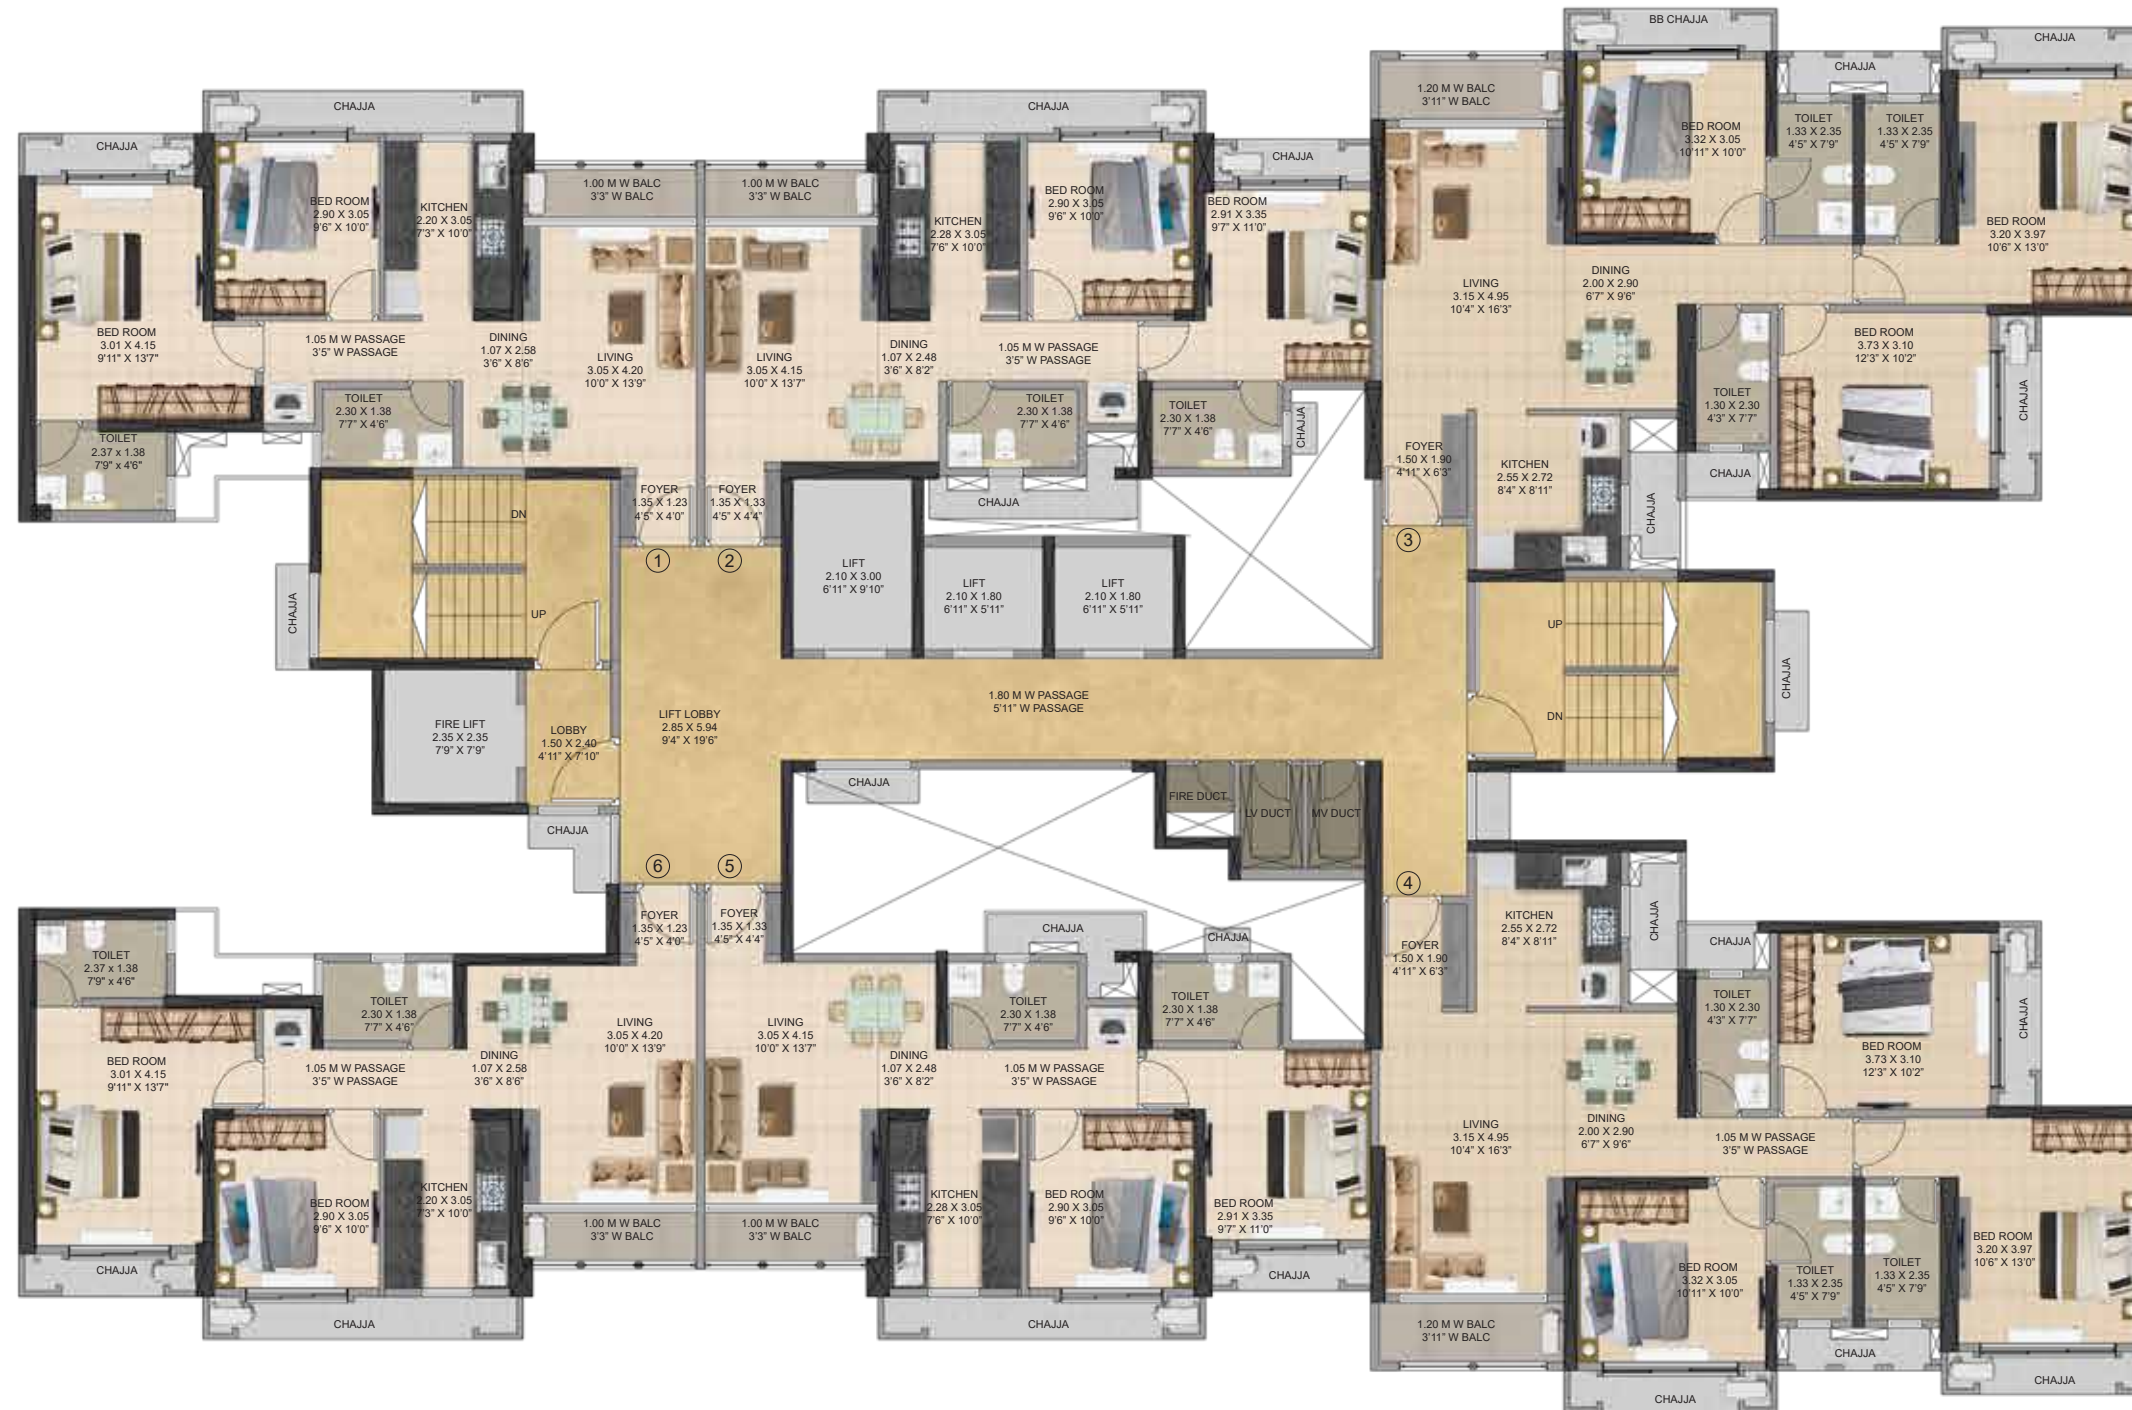 BB CHAJJA
CHAJJA
CHAJJA
1.20 M W BALC
3'11" W BALC
BED ROOM
3.32 X 3.05
10'11" X 10'0"
TOILET
1.33 X 2.35
4'5" X 7'9"
TOILET
1.33 X 2.35
4'5" X 7'9"
BED ROOM
3.20 X 3.97
10'6" X 13'0"
CHAJJA
CHAJJA
CHAJJA
CHAJJA
BED ROOM
2.90 X 3.05
9'6" X 10'0"
KITCHEN
2.20 X 3.05
7'3" X 10'0"
1.00 M W BALC
3'3" W BALC
1.00 M W BALC
3'3" W BALC
KITCHEN
2.28 X 3.05
7'6" X 10'0"
BED ROOM
2.90 X 3.05
9'6" X 10'0"
BED ROOM
2.91 X 3.35
9'7" X 11'0"
BED ROOM
3.01 X 4.15
9'11" X 13'7"
1.05 M W PASSAGE
3'5" W PASSAGE
DINING
1.07 X 2.58
3'6" X 8'6"
LIVING
3.05 X 4.20
10'0" X 13'9"
LIVING
3.05 X 4.15
10'0" X 13'7"
DINING
1.07 X 2.48
3'6" X 8'2"
1.05 M W PASSAGE
3'5" W PASSAGE
LIVING
3.15 X 4.95
10'4" X 16'3"
DINING
2.00 X 2.90
6'7" X 9'6"
BED ROOM
3.73 X 3.10
12'3" X 10'2"
TOILET
2.37 x 1.38
7'9" x 4'6"
TOILET
2.30 X 1.38
7'7" X 4'6"
TOILET
2.30 X 1.38
7'7" X 4'6"
TOILET
2.30 X 1.38
7'7" X 4'6"
CHAJJA
TOILET
1.30 X 2.30
4'3" X 7'7"
CHAJJA
FOYER
1.50 X 1.90
4'11" X 6'3"
KITCHEN
2.55 X 2.72
8'4" X 8'11"
CHAJJA
CHAJJA
FOYER
1.35 X 1.23
4'5" X 4'0"
FOYER
1.35 X 1.33
4'5" X 4'4"
CHAJJA
DN
1
2
3
LIFT
2.10 X 3.00
6'11" X 9'10"
LIFT
2.10 X 1.80
6'11" X 5'11"
LIFT
2.10 X 1.80
6'11" X 5'11"
CHAJJA
UP
UP
DN
CHAJJA
FIRE LIFT
2.35 X 2.35
7'9" X 7'9"
LOBBY
1.50 X 2.40
4'11" X 7'10"
LIFT LOBBY
2.85 X 5.94
9'4" X 19'6"
1.80 M W PASSAGE
5'11" W PASSAGE
CHAJJA
CHAJJA
FIRE DUCT
LV DUCT
MV DUCT
6
5
4
FOYER
1.35 X 1.23
4'5" X 4'0"
FOYER
1.35 X 1.33
4'5" X 4'4"
CHAJJA
CHAJJA
FOYER
1.50 X 1.90
4'11" X 6'3"
KITCHEN
2.55 X 2.72
8'4" X 8'11"
CHAJJA
CHAJJA
TOILET
2.37 x 1.38
7'9" x 4'6"
TOILET
2.30 X 1.38
7'7" X 4'6"
TOILET
2.30 X 1.38
7'7" X 4'6"
TOILET
2.30 X 1.38
7'7" X 4'6"
TOILET
1.30 X 2.30
4'3" X 7'7"
CHAJJA
BED ROOM
3.01 X 4.15
9'11" X 13'7"
1.05 M W PASSAGE
3'5" W PASSAGE
DINING
1.07 X 2.58
3'6" X 8'6"
LIVING
3.05 X 4.20
10'0" X 13'9"
LIVING
3.05 X 4.15
10'0" X 13'7"
DINING
1.07 X 2.48
3'6" X 8'2"
1.05 M W PASSAGE
3'5" W PASSAGE
BED ROOM
3.73 X 3.10
12'3" X 10'2"
LIVING
3.15 X 4.95
10'4" X 16'3"
DINING
2.00 X 2.90
6'7" X 9'6"
1.05 M W PASSAGE
3'5" W PASSAGE
BED ROOM
2.90 X 3.05
9'6" X 10'0"
KITCHEN
2.20 X 3.05
7'3" X 10'0"
1.00 M W BALC
3'3" W BALC
1.00 M W BALC
3'3" W BALC
KITCHEN
2.28 X 3.05
7'6" X 10'0"
BED ROOM
2.90 X 3.05
9'6" X 10'0"
BED ROOM
2.91 X 3.35
9'7" X 11'0"
BED ROOM
3.32 X 3.05
10'11" X 10'0"
TOILET
1.33 X 2.35
4'5" X 7'9"
TOILET
1.33 X 2.35
4'5" X 7'9"
BED ROOM
3.20 X 3.97
10'6" X 13'0"
CHAJJA
CHAJJA
CHAJJA
CHAJJA
1.20 M W BALC
3'11" W BALC
CHAJJA
CHAJJA
CHAJJA